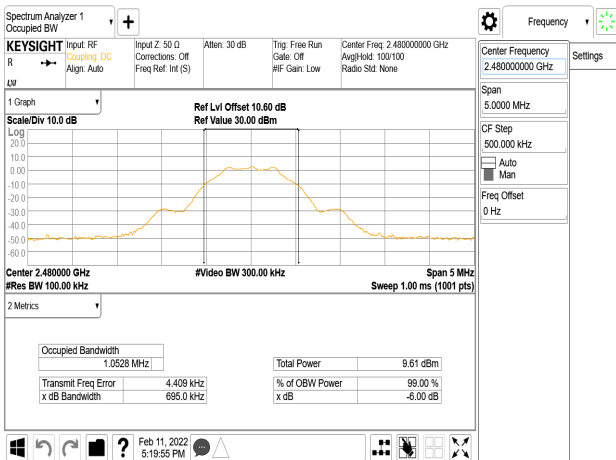 Spectrum Analyzer 1
Occupied BW
Frequency
KEYSIGHT
R
Input: RF
Coupling: DC
Align: Auto
Input Z: 50 Ω
Corrections: Off
Freq Ref: Int (S)
Atten: 30 dB
Trig: Free Run
Gate: Off
#IF Gain: Low
Center Freq: 2.480000000 GHz
Avg|Hold: 100/100
Radio Std: None
Center Frequency
2.480000000 GHz
Settings
Span
5.0000 MHz
CF Step
500.000 kHz
Auto
Man
Freq Offset
0 Hz
1 Graph
Scale/Div 10.0 dB
Ref Lvl Offset 10.60 dB
Ref Value 30.00 dBm
Log
20.0
10.0
0.00
-10.0
-20.0
-30.0
-40.0
-50.0
-60.0
Center 2.480000 GHz
#Res BW 100.00 kHz
#Video BW 300.00 kHz
Span 5 MHz
Sweep 1.00 ms (1001 pts)
2 Metrics
Occupied Bandwidth
1.0528 MHz
Total Power 9.61 dBm
Transmit Freq Error 4.409 kHz
% of OBW Power 99.00 %
x dB Bandwidth 695.0 kHz
x dB -6.00 dB
?
Feb 11, 2022
5:19:55 PM